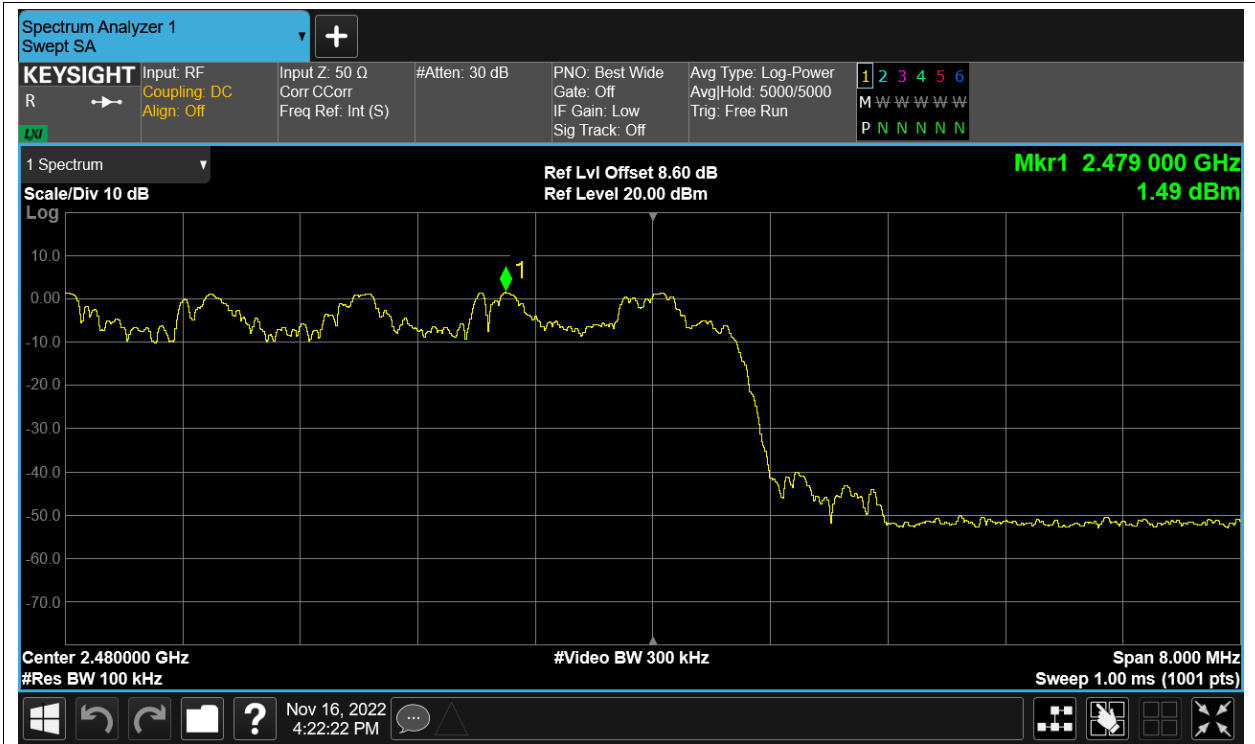 Spectrum Analyzer 1
Swept SA
+
KEYSIGHT
R
LXI
Input: RF
Coupling: DC
Align: Off
Input Z: 50 Ω
Corr CCorr
Freq Ref: Int (S)
#Atten: 30 dB
PNO: Best Wide
Gate: Off
IF Gain: Low
Sig Track: Off
Avg Type: Log-Power
Avg|Hold: 5000/5000
Trig: Free Run
1 2 3 4 5 6
M W W W W W
P N N N N N
1 Spectrum
Scale/Div 10 dB
Log
Ref Lvl Offset 8.60 dB
Ref Level 20.00 dBm
Mkr1 2.479 000 GHz
1.49 dBm
10.0
0.00
-10.0
-20.0
-30.0
-40.0
-50.0
-60.0
-70.0
1
Center 2.480000 GHz
#Res BW 100 kHz
#Video BW 300 kHz
Span 8.000 MHz
Sweep 1.00 ms (1001 pts)
?
Nov 16, 2022
4:22:22 PM